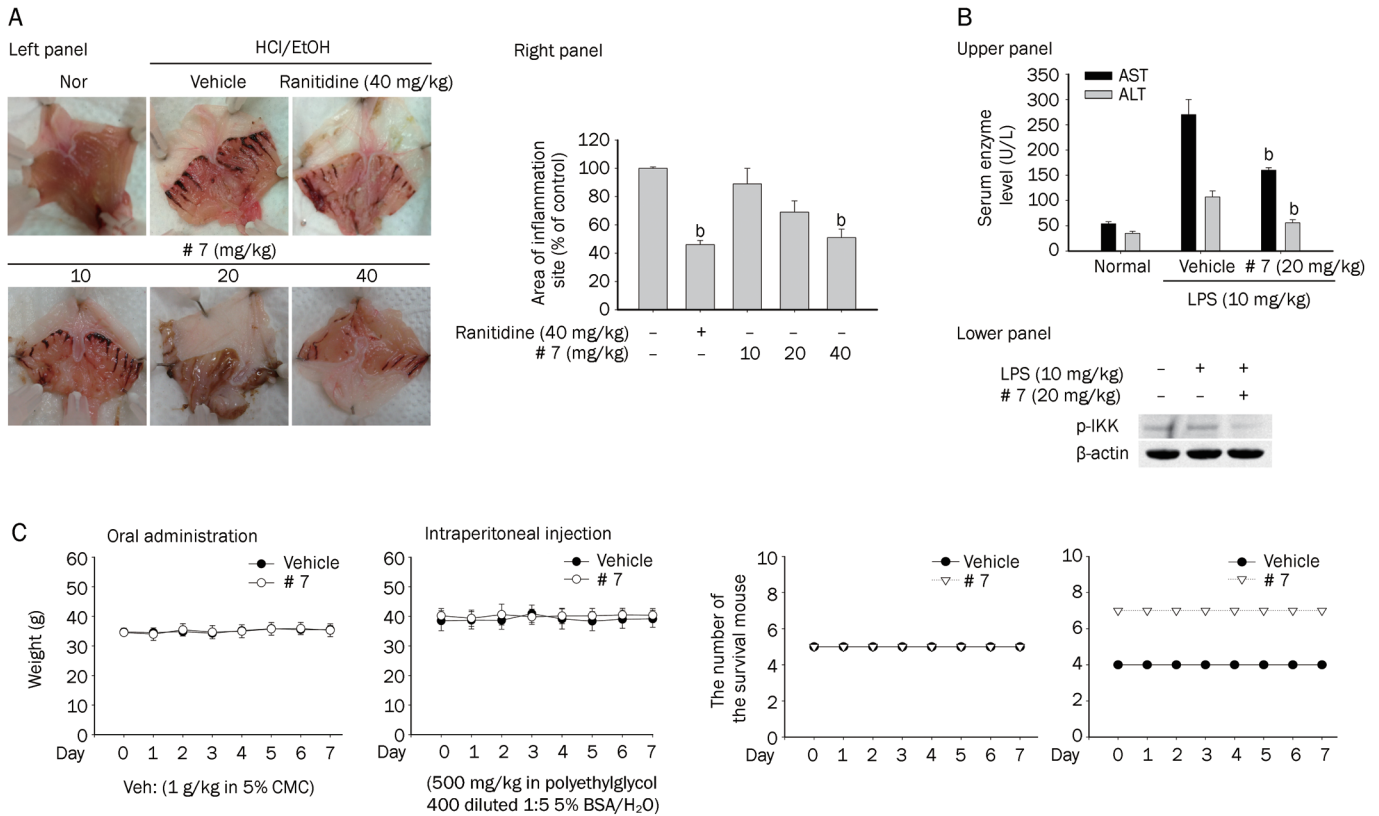 A
Left panel
HCl/EtOH
Nor
Vehicle
Ranitidine (40 mg/kg)
# 7 (mg/kg)
10
20
40
Right panel
Area of inflammation
site (% of control)
120
100
80
60
40
20
0
b
b
Ranitidine (40 mg/kg) – + – – –
# 7 (mg/kg) – – 10 20 40
B
Upper panel
Serum enzyme
level (U/L)
350
300
250
200
150
100
50
0
AST
ALT
b
b
Normal
Vehicle
# 7 (20 mg/kg)
LPS (10 mg/kg)
Lower panel
LPS (10 mg/kg) – + +
# 7 (20 mg/kg) – – +
p-IKK
β-actin
C
Oral administration
Weight (g)
60
50
40
30
20
10
0
Vehicle
# 7
Day 0 1 2 3 4 5 6 7
Veh: (1 g/kg in 5% CMC)
Intraperitoneal injection
60
50
40
30
20
10
0
Vehicle
# 7
Day 0 1 2 3 4 5 6 7
(500 mg/kg in polyethylglycol
400 diluted 1:5 5% BSA/H₂O)
The number of
the survival mouse
10
8
6
4
2
0
Vehicle
# 7
Day 0 1 2 3 4 5 6 7
10
8
6
4
2
0
Vehicle
# 7
Day 0 1 2 3 4 5 6 7